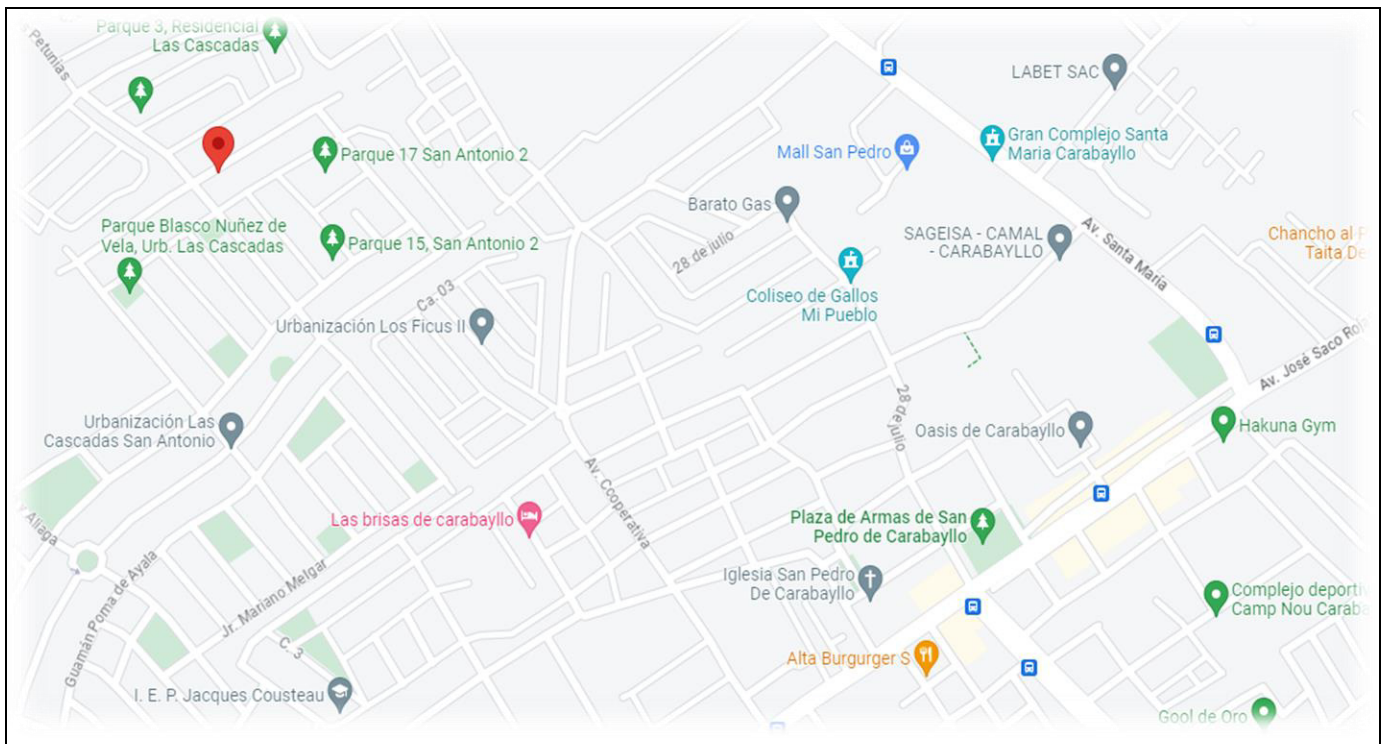 Parque 3, Residencial
Las Cascadas
Petunias
LABET SAC
Gran Complejo Santa
Maria Carabayllo
Mall San Pedro
Parque 17 San Antonio 2
Barato Gas
Parque Blasco Nuñez de
Vela, Urb. Las Cascadas
Parque 15, San Antonio 2
28 de julio
SAGEISA - CAMAL
- CARABAYLLO
Av. Santa María
Chancho al P
Taita De
Ca. 03
Coliseo de Gallos
Mi Pueblo
Urbanización Los Ficus II
Av. José Saco Roja
28 de julio
Urbanización Las
Cascadas San Antonio
Oasis de Carabayllo
Hakuna Gym
Av. Cooperativa
Las brisas de carabayllo
Plaza de Armas de San
Pedro de Carabayllo
y Aliaga
Guamán Poma de Ayala
Jr. Mariano Melgar
Iglesia San Pedro
De Carabayllo
Complejo deporti
Camp Nou Caraba
C. 3
Alta Burgurger S
I. E. P. Jacques Cousteau
Gool de Oro